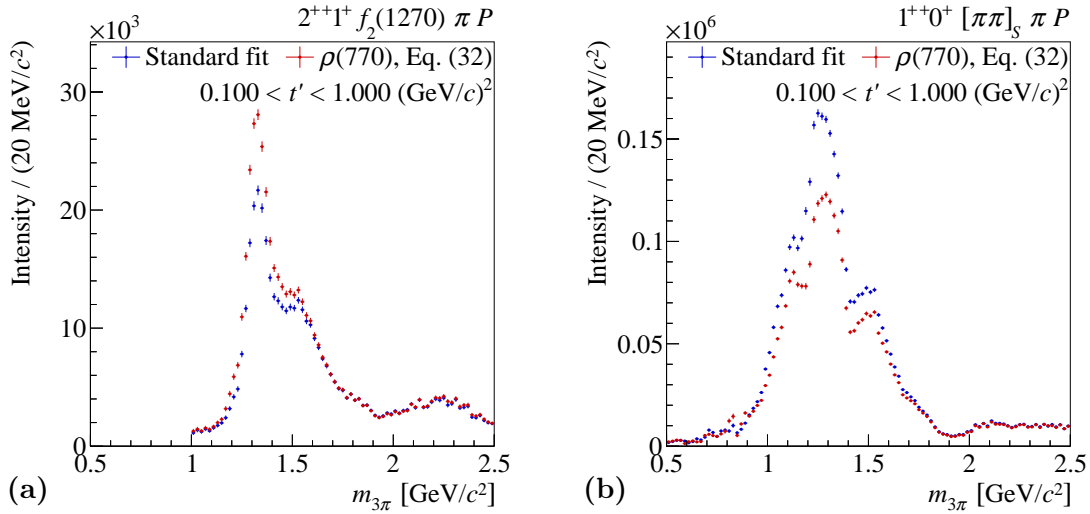 ×10³ 2⁺⁺1⁺ f₂(1270) π P
Standard fit ρ(770), Eq. (32)
0.100 < t′ < 1.000 (GeV/c)²
Intensity / (20 MeV/c²)
30
20
10
0
0.5 1 1.5 2 2.5
m₃π [GeV/c²]
(a)
×10⁶ 1⁺⁺0⁺ [ππ]S π P
Standard fit ρ(770), Eq. (32)
0.100 < t′ < 1.000 (GeV/c)²
Intensity / (20 MeV/c²)
0.15
0.1
0.05
0
0.5 1 1.5 2 2.5
m₃π [GeV/c²]
(b)